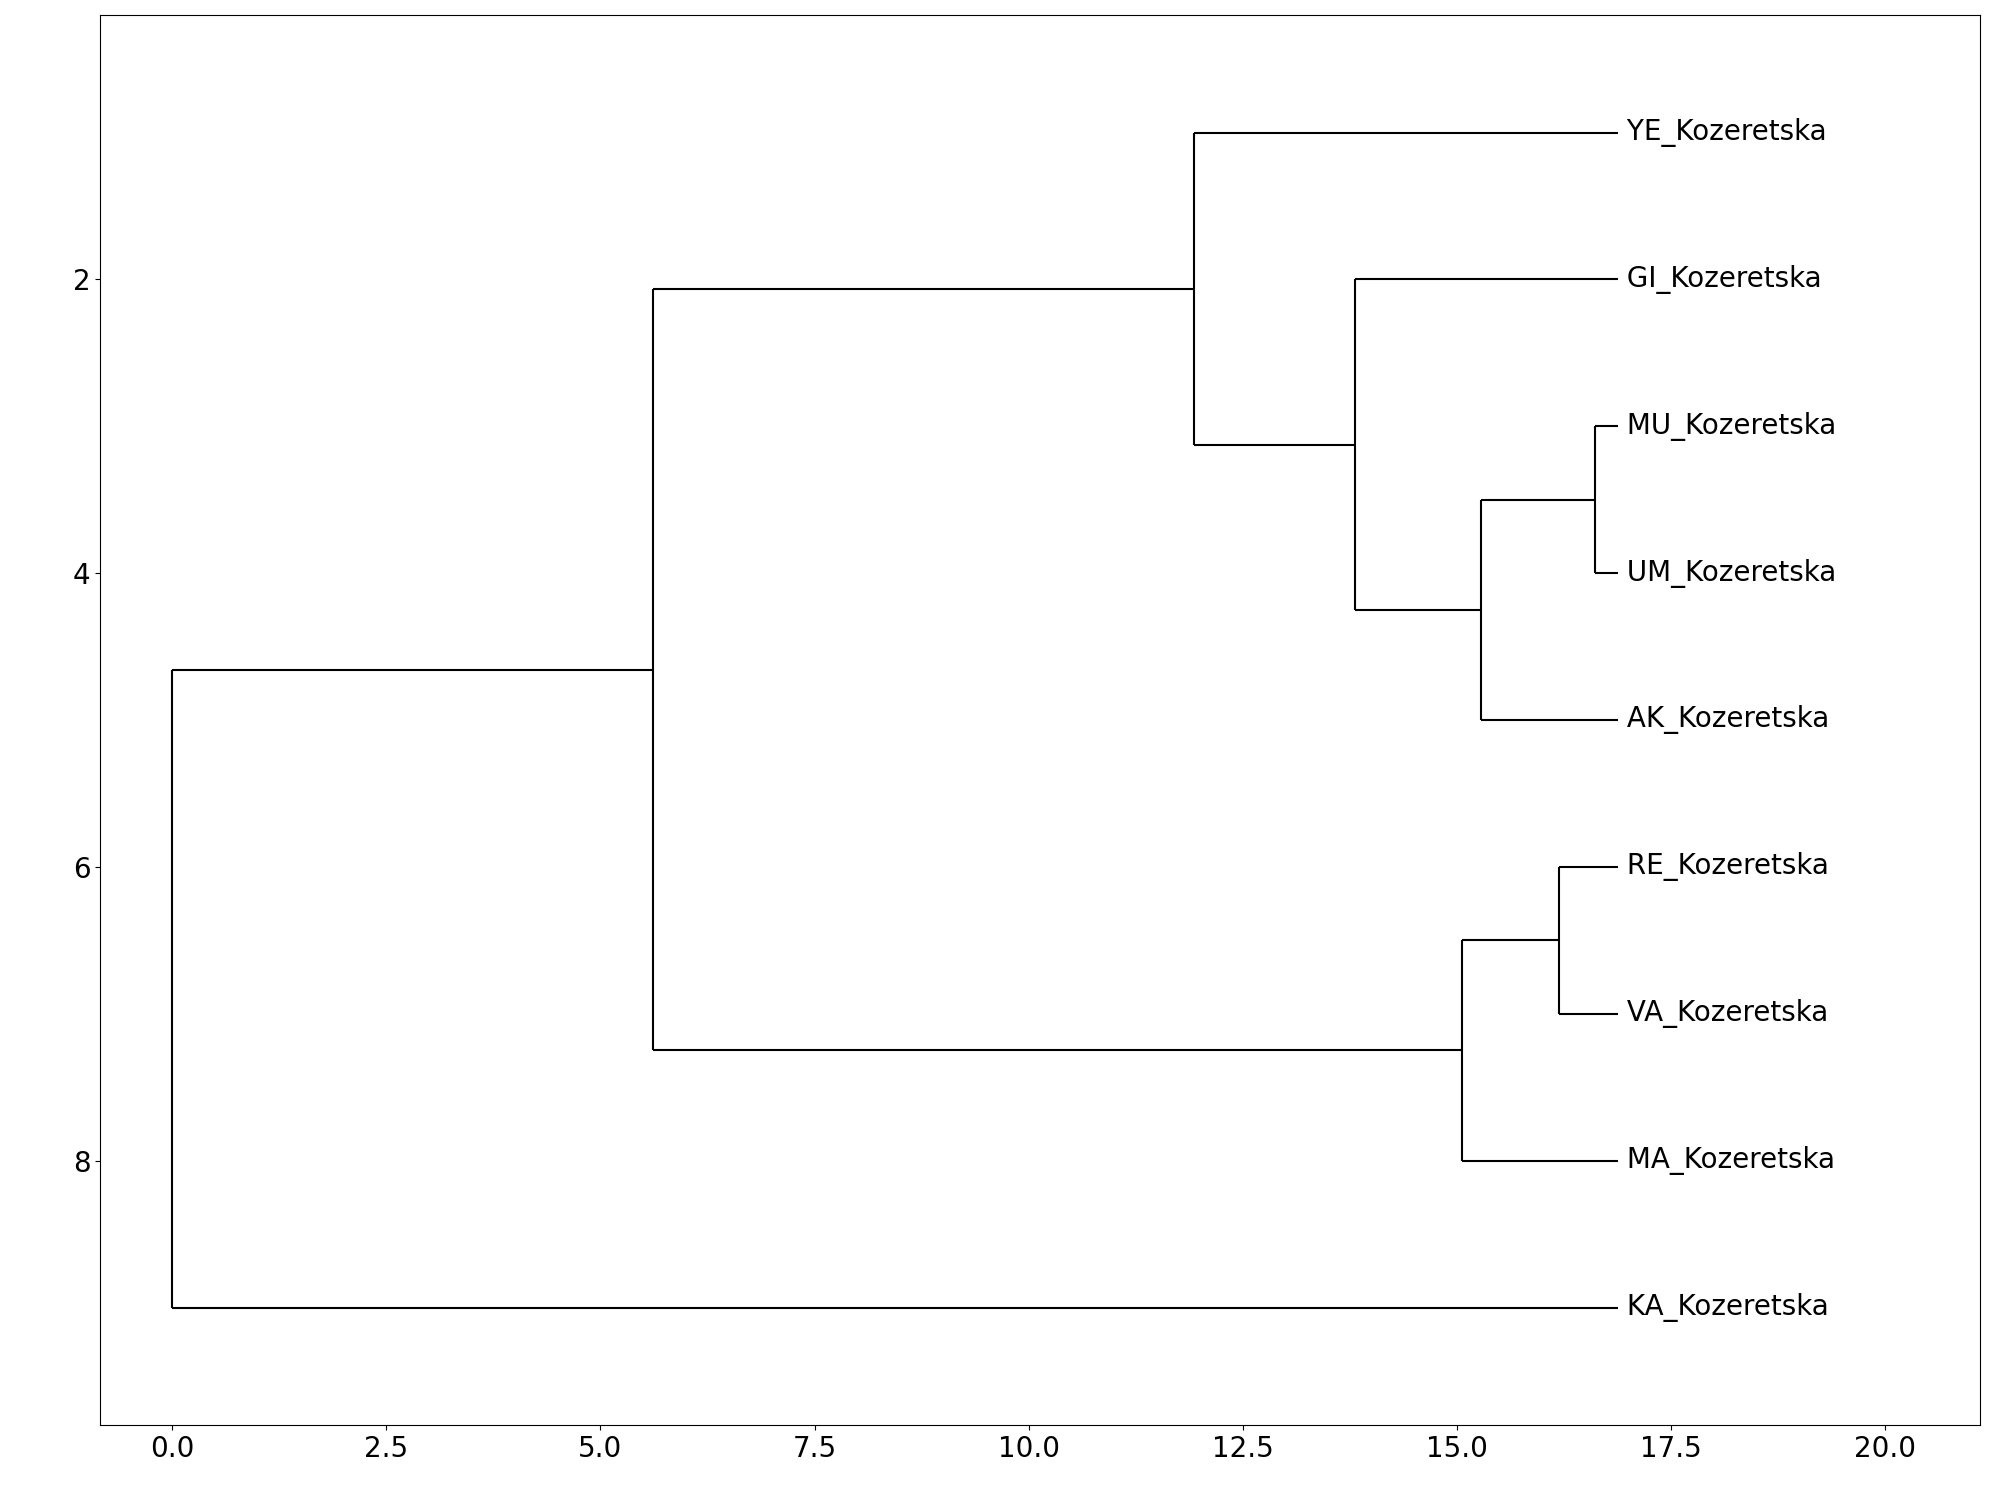 YE_Kozeretska
2
GI_Kozeretska
MU_Kozeretska
4
UM_Kozeretska
AK_Kozeretska
6
RE_Kozeretska
VA_Kozeretska
8
MA_Kozeretska
KA_Kozeretska
0.0 2.5 5.0 7.5 10.0 12.5 15.0 17.5 20.0